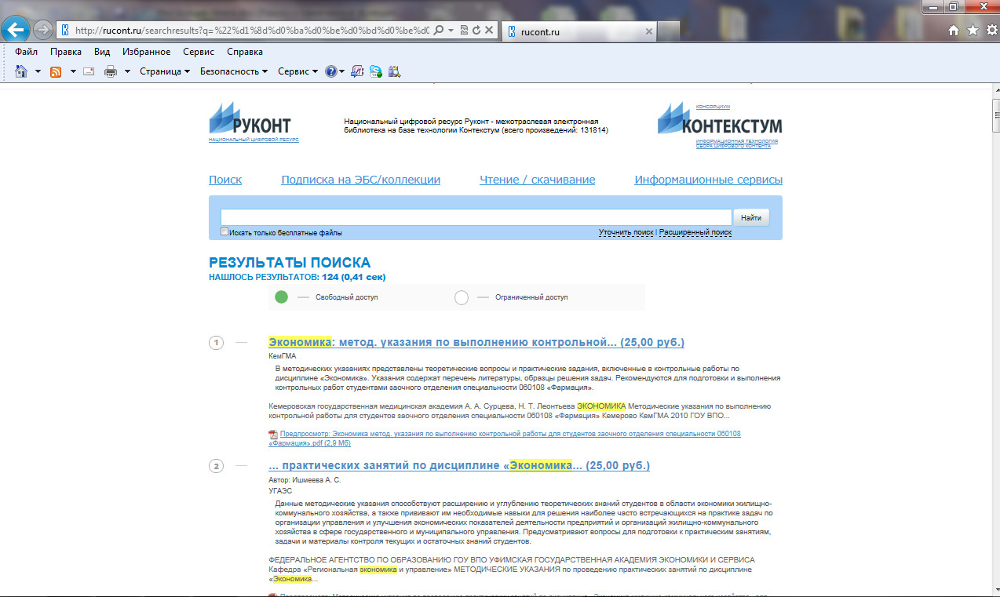 http://rucont.ru/searchresults?q=%22%d1%8d%d0%ba%d0%be%d0%bd%d0%be%d0
rucont.ru
Файл Правка Вид Избранное Сервис Справка
Страница Безопасность Сервис
РУКОНТ
НАЦИОНАЛЬНЫЙ ЦИФРОВОЙ РЕСУРС
Национальный цифровой ресурс Руконт - межотраслевая электронная
библиотека на базе технологии Контекстум (всего произведений: 131814)
КОНСОРЦИУМ
КОНТЕКСТУМ
ИНФОРМАЦИОННАЯ ТЕХНОЛОГИЯ
СБОРА ЦИФРОВОГО КОНТЕНТА
Поиск Подписка на ЭБС/коллекции Чтение / скачивание Информационные сервисы
Найти
Искать только бесплатные файлы Уточнить поиск | Расширенный поиск
РЕЗУЛЬТАТЫ ПОИСКА
НАШЛОСЬ РЕЗУЛЬТАТОВ: 124 (0,41 сек)
Свободный доступ Ограниченный доступ
1 Экономика: метод. указания по выполнению контрольной... (25,00 руб.)
КемГМА
В методических указаниях представлены теоретические вопросы и практические задания, включенные в контрольные работы по
дисциплине «Экономика». Указания содержат перечень литературы, образцы решения задач. Рекомендуются для подготовки и выполнения
контрольных работ студентами заочного отделения специальности 060108 «Фармация».
Кемеровская государственная медицинская академия А. А. Сурцева, Н. Т. Леонтьева ЭКОНОМИКА Методические указания по выполнению
контрольной работы для студентов заочного отделения специальности 060108 «Фармация» Кемерово КемГМА 2010 ГОУ ВПО...
Предпросмотр: Экономика метод. указания по выполнению контрольной работы для студентов заочного отделения специальности 060108
«Фармация».pdf (2,9 Мб)
2 ... практических занятий по дисциплине «Экономика... (25,00 руб.)
Автор: Ишмеева А. С.
УГАЭС
Данные методические указания способствуют расширению и углублению теоретических знаний студентов в области экономики жилищно-
коммунального хозяйства, а также прививают им необходимые навыки для решения наиболее часто встречающихся на практике задач по
организации управления и улучшения экономических показателей деятельности предприятий и организаций жилищно-коммунального
хозяйства в сфере государственного и муниципального управления. Предусматривают вопросы для подготовки к практическим занятиям,
задачи и материалы контроля текущих и остаточных знаний студентов.
ФЕДЕРАЛЬНОЕ АГЕНТСТВО ПО ОБРАЗОВАНИЮ ГОУ ВПО УФИМСКАЯ ГОСУДАРСТВЕННАЯ АКАДЕМИЯ ЭКОНОМИКИ И СЕРВИСА
Кафедра «Региональная экономика и управление» МЕТОДИЧЕСКИЕ УКАЗАНИЯ по проведению практических занятий по дисциплине
«Экономика...